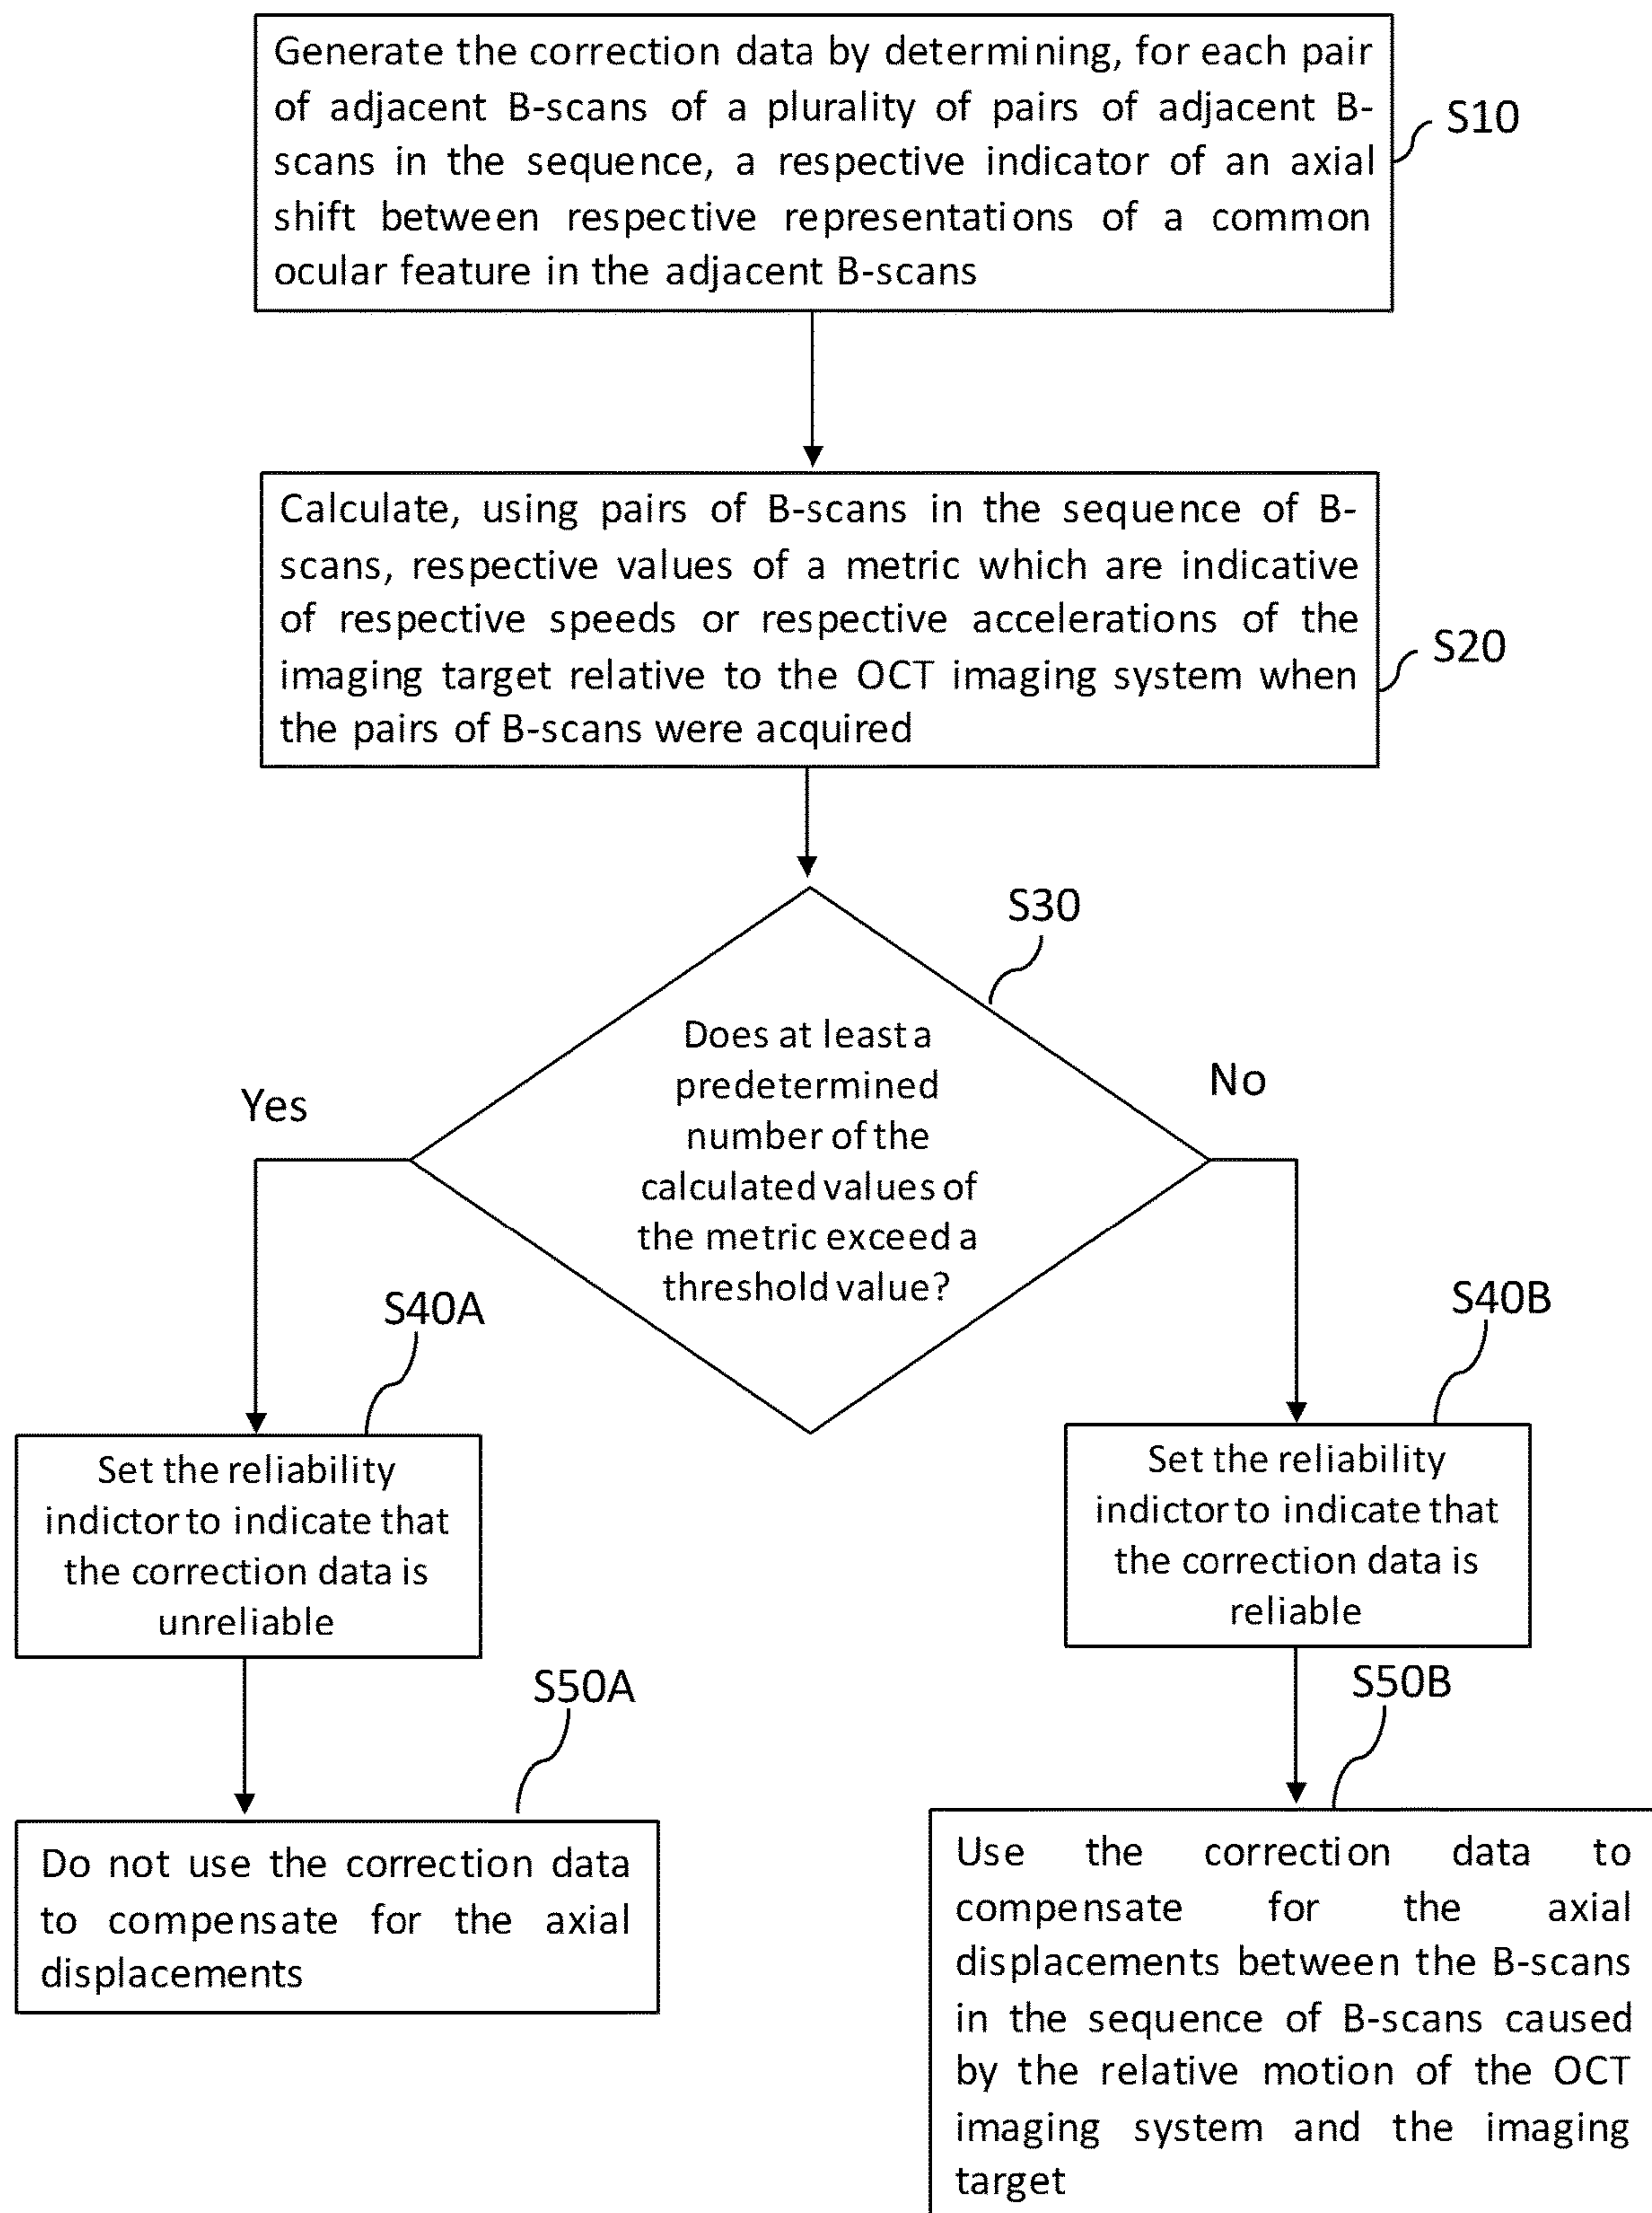 Generate the correction data by determining, for each pair
of adjacent B-scans of a plurality of pairs of adjacent B-
scans in the sequence, a respective indicator of an axial
shift between respective representations of a common
ocular feature in the adjacent B-scans
S10
Calculate, using pairs of B-scans in the sequence of B-
scans, respective values of a metric which are indicative
of respective speeds or respective accelerations of the
imaging target relative to the OCT imaging system when
the pairs of B-scans were acquired
S20
S30
Does at least a
predetermined
number of the
calculated values of
the metric exceed a
threshold value?
Yes
No
S40A
Set the reliability
indictor to indicate that
the correction data is
unreliable
S40B
Set the reliability
indictor to indicate that
the correction data is
reliable
S50A
Do not use the correction data
to compensate for the axial
displacements
S50B
Use the correction data to
compensate for the axial
displacements between the B-scans
in the sequence of B-scans caused
by the relative motion of the OCT
imaging system and the imaging
target